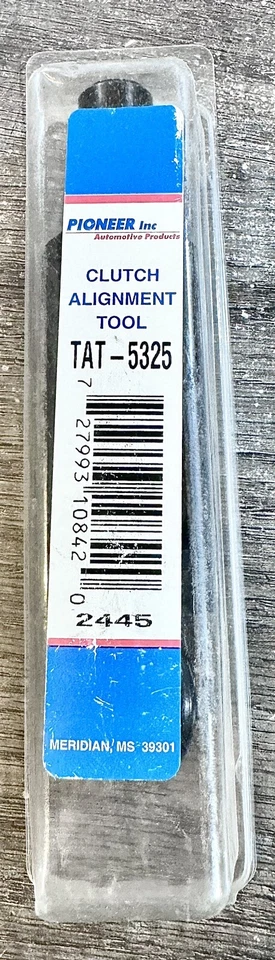 PIONEER Inc
Automotive Products
CLUTCH
ALIGNMENT
TOOL
TAT-5325
7 27993 10842 0
2445
MERIDIAN, MS 39301